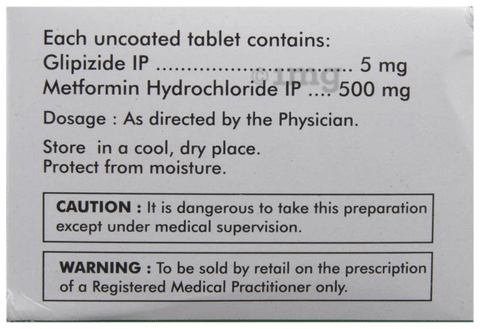 Each uncoated tablet contains:
Glipizide IP ................................ 5 mg
Metformin Hydrochloride IP .... 500 mg
Dosage : As directed by the Physician.
Store in a cool, dry place.
Protect from moisture.
CAUTION : It is dangerous to take this preparation
except under medical supervision.
WARNING : To be sold by retail on the prescription
of a Registered Medical Practitioner only.